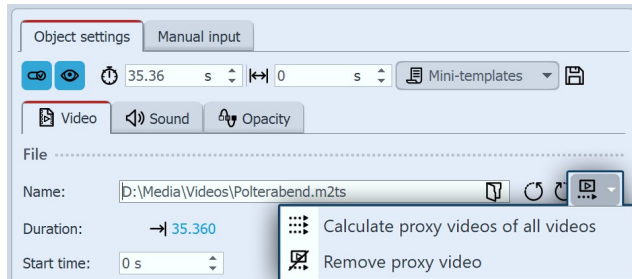 Object settings Manual input
35.36 s 0 s Mini-templates
Video Sound Opacity
File
Name: D:\Media\Videos\Polterabend.m2ts
Duration: 35.360 Calculate proxy videos of all videos
Start time: 0 s Remove proxy video